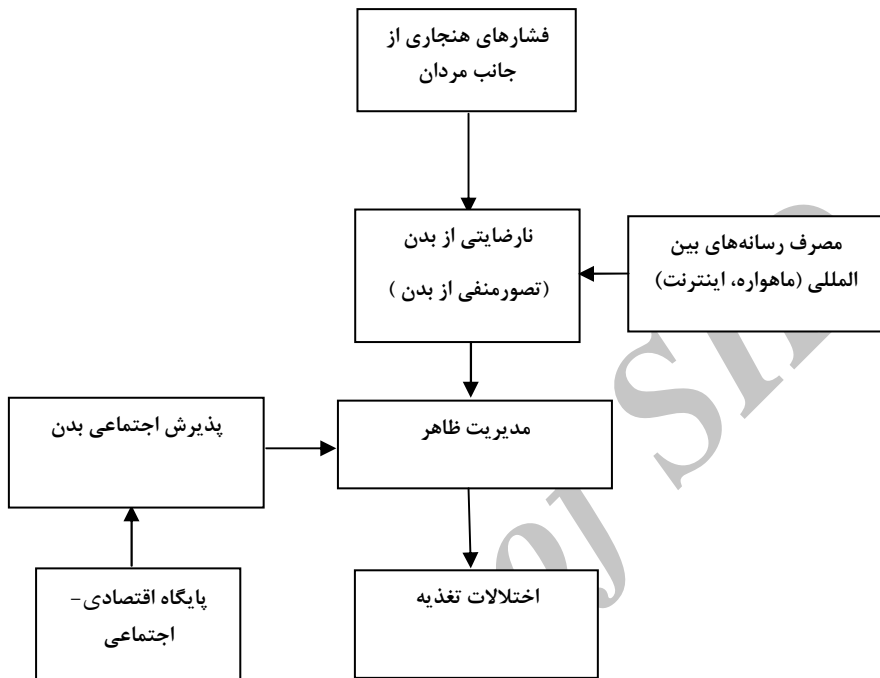 فشارهای هنجاری از
جانب مردان
نارضایتی از بدن
(تصورمنفی از بدن )
مصرف رسانه‌های بین
المللی (ماهواره، اینترنت)
پذیرش اجتماعی بدن
مدیریت ظاهر
پایگاه اقتصادی-
اجتماعی
اختلالات تغذیه